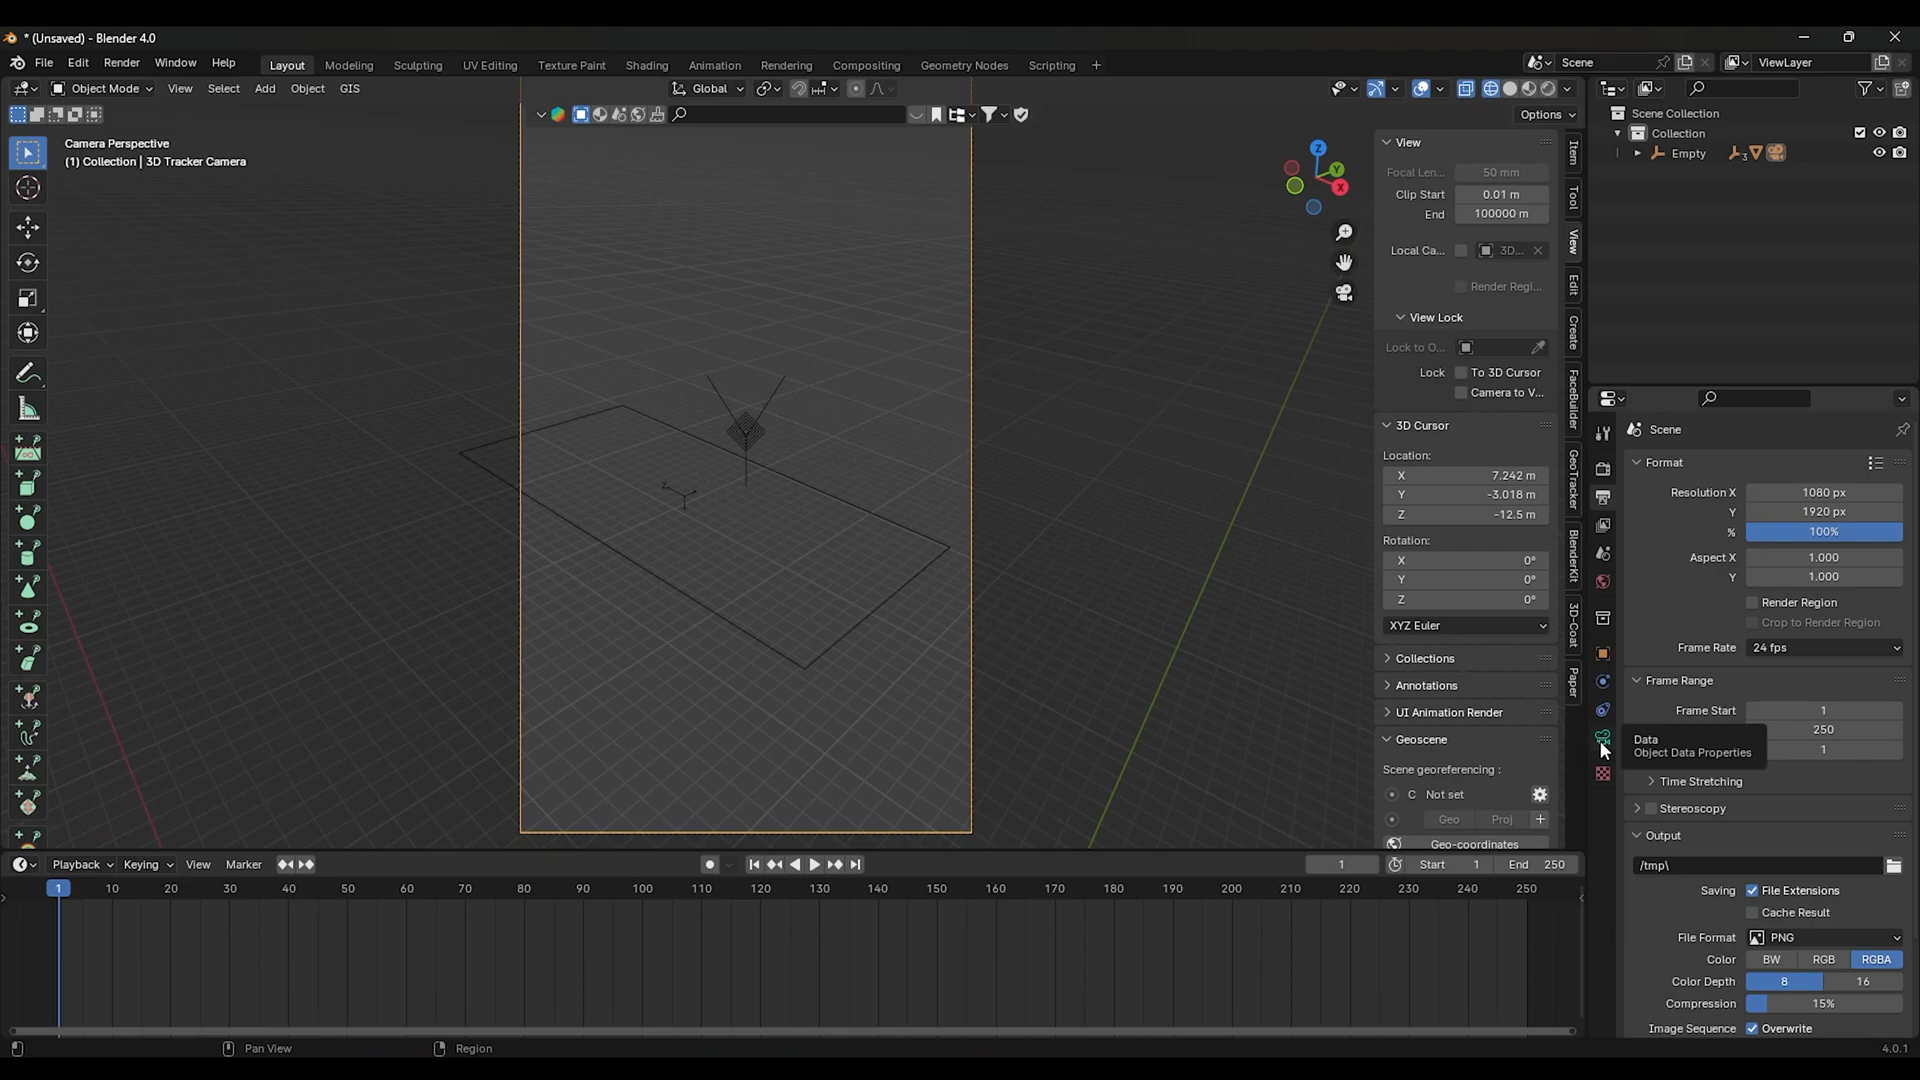 * (Unsaved) - Blender 4.0
File Edit Render Window Help Layout Modeling Sculpting UV Editing Texture Paint Shading Animation Rendering Compositing Geometry Nodes Scripting + Scene ViewLayer
Object Mode View Select Add Object GIS Global
Options
Camera Perspective
(1) Collection | 3D Tracker Camera
Z
Y
X
View
Focal Len... 50 mm
Clip Start 0.01 m
End 100000 m
Local Ca... 3D...
Render Regi...
View Lock
Lock to O...
Lock To 3D Cursor
Camera to V...
3D Cursor
Location:
X 7.242 m
Y -3.018 m
Z -12.5 m
Rotation:
X 0°
Y 0°
Z 0°
XYZ Euler
Collections
Annotations
UI Animation Render
Geoscene
Scene georeferencing :
C Not set
Geo Proj +
Geo-coordinates
Item
Tool
View
Edit
Create
FaceBuilder
GeoTracker
BlenderKit
3D-Coat
Paper
Scene Collection
Collection
Empty 3
Scene
Format
Resolution X 1080 px
Y 1920 px
% 100%
Aspect X 1.000
Y 1.000
Render Region
Crop to Render Region
Frame Rate 24 fps
Frame Range
Frame Start 1
250
1
Data
Object Data Properties
Time Stretching
Stereoscopy
Output
/tmp\
Saving File Extensions
Cache Result
File Format PNG
Color BW RGB RGBA
Color Depth 8 16
Compression 15%
Image Sequence Overwrite
Playback Keying View Marker 1 Start 1 End 250
1 10 20 30 40 50 60 70 80 90 100 110 120 130 140 150 160 170 180 190 200 210 220 230 240 250
Pan View Region 4.0.1